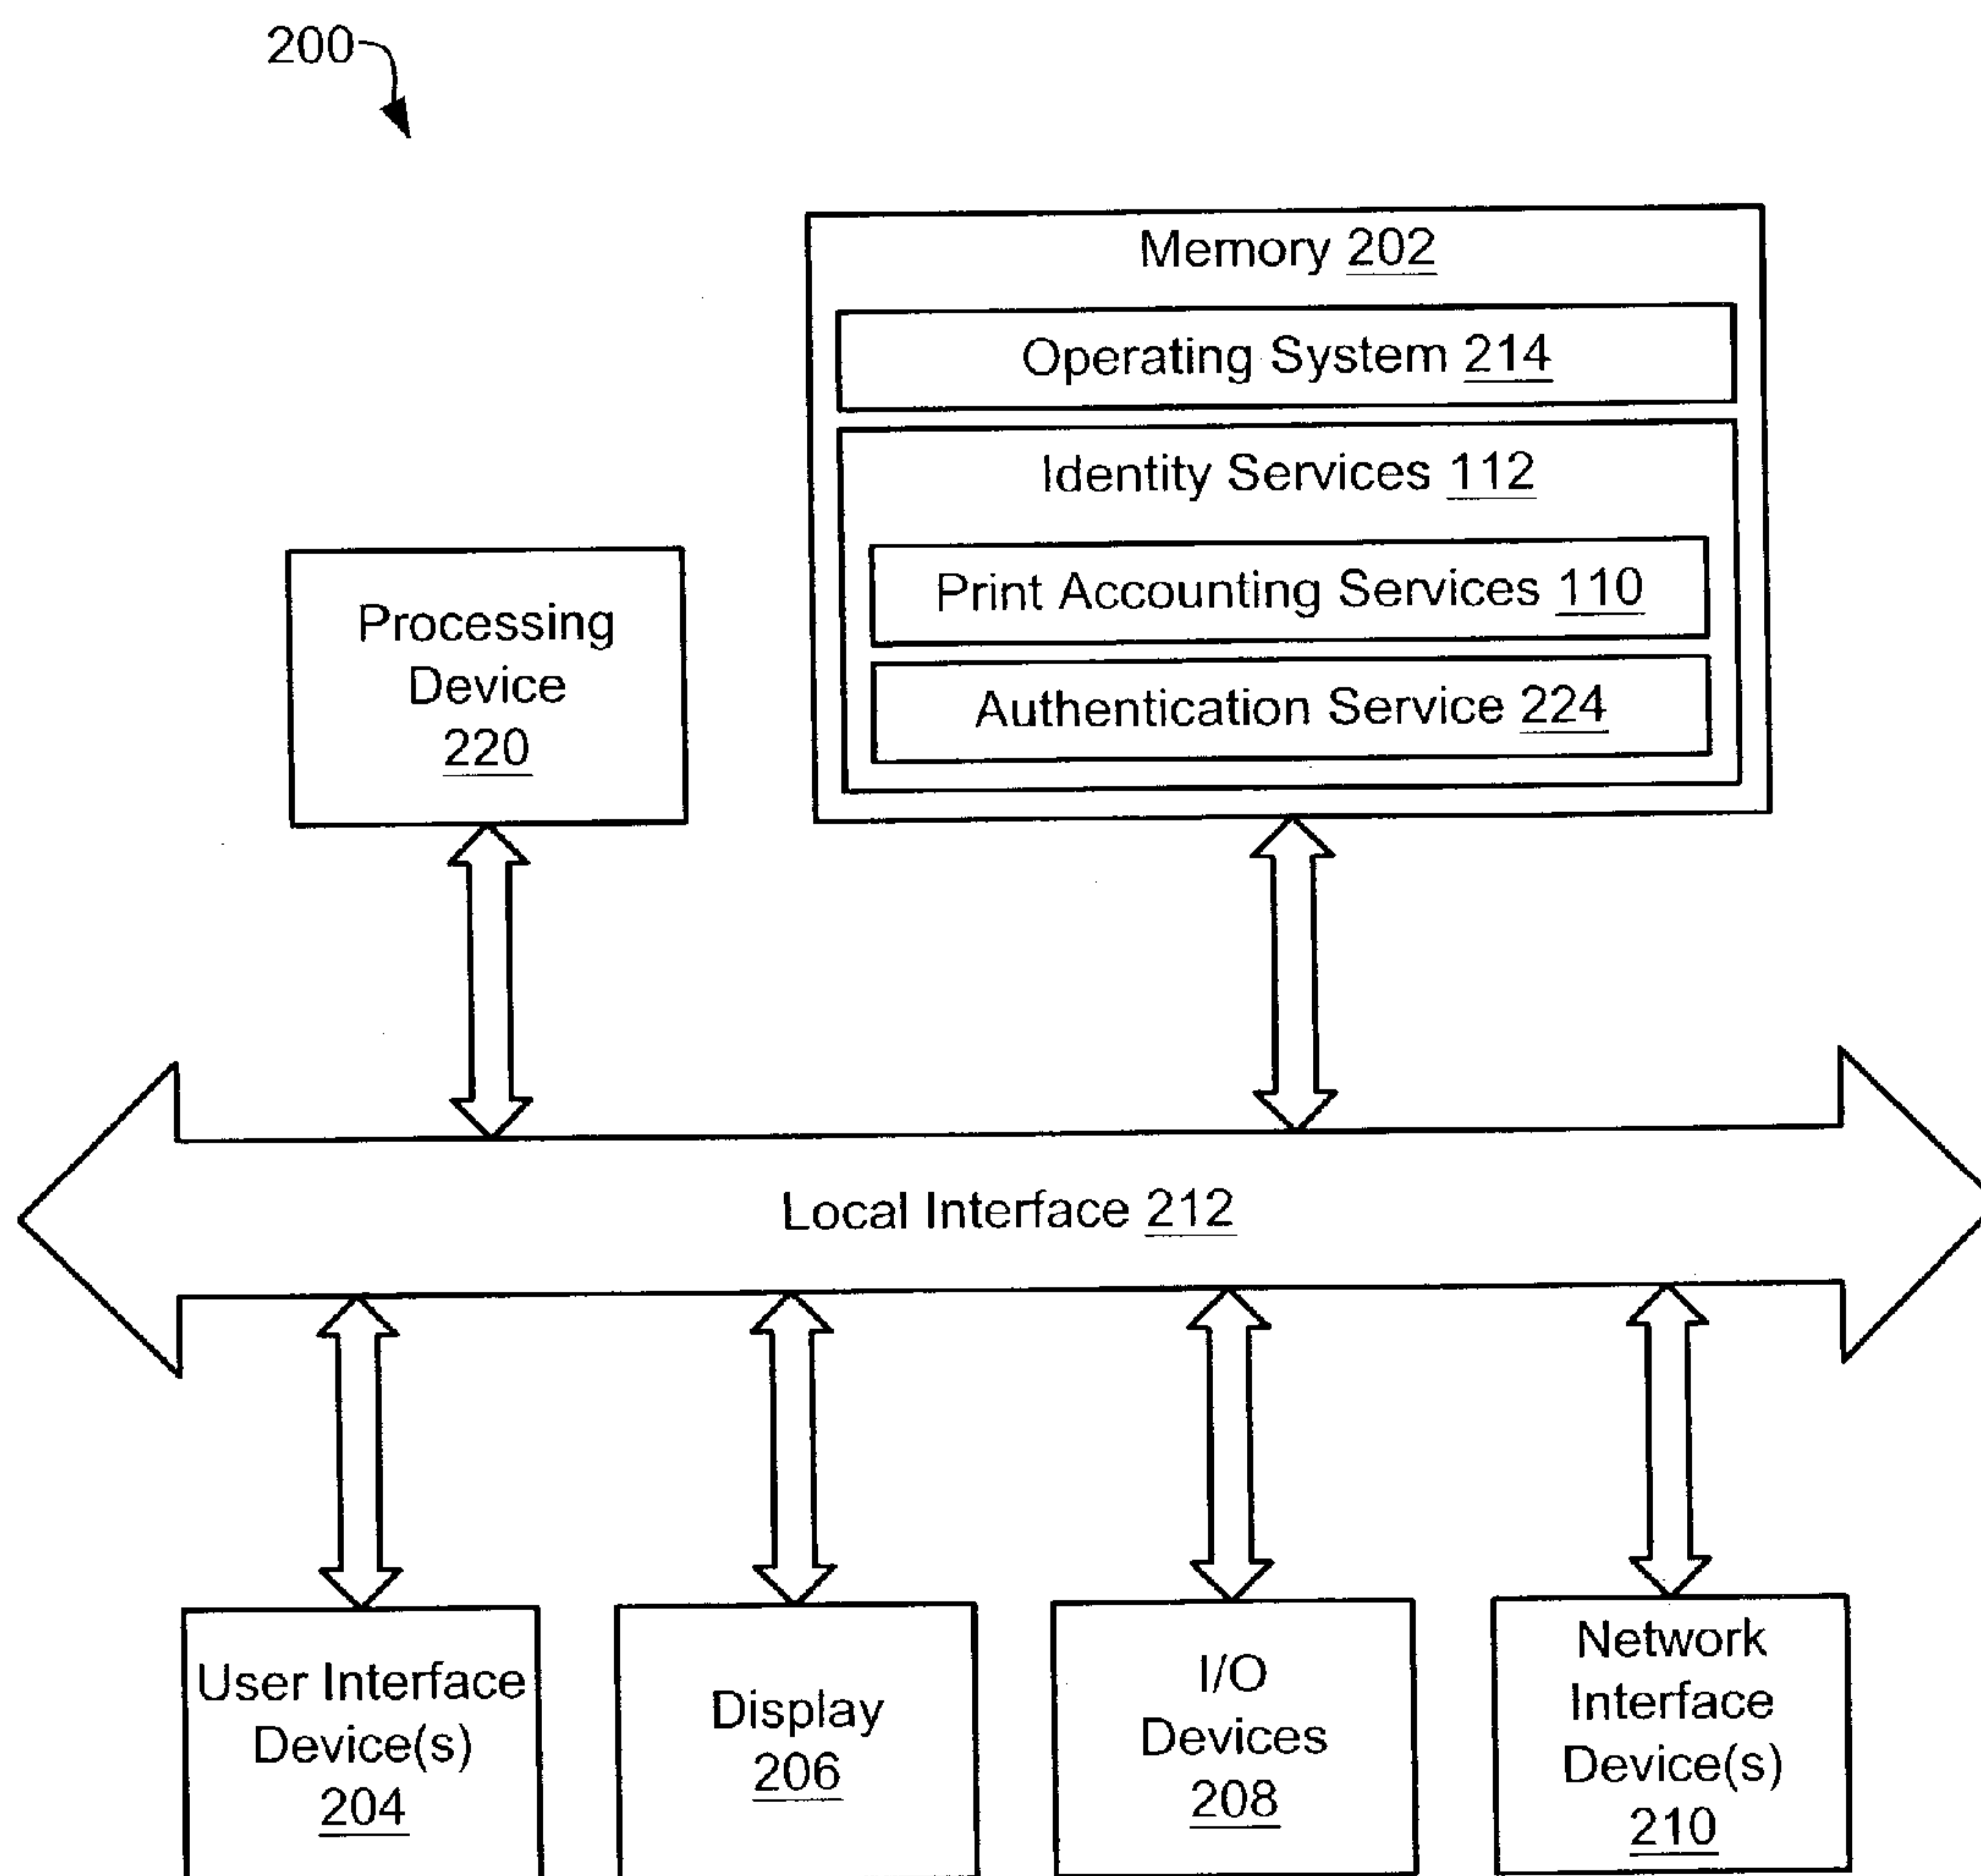 200
Memory 202
Operating System 214
Identity Services 112
Print Accounting Services 110
Authentication Service 224
Processing
Device
220
Local Interface 212
User Interface
Device(s)
204
Display
206
I/O
Devices
208
Network
Interface
Device(s)
210